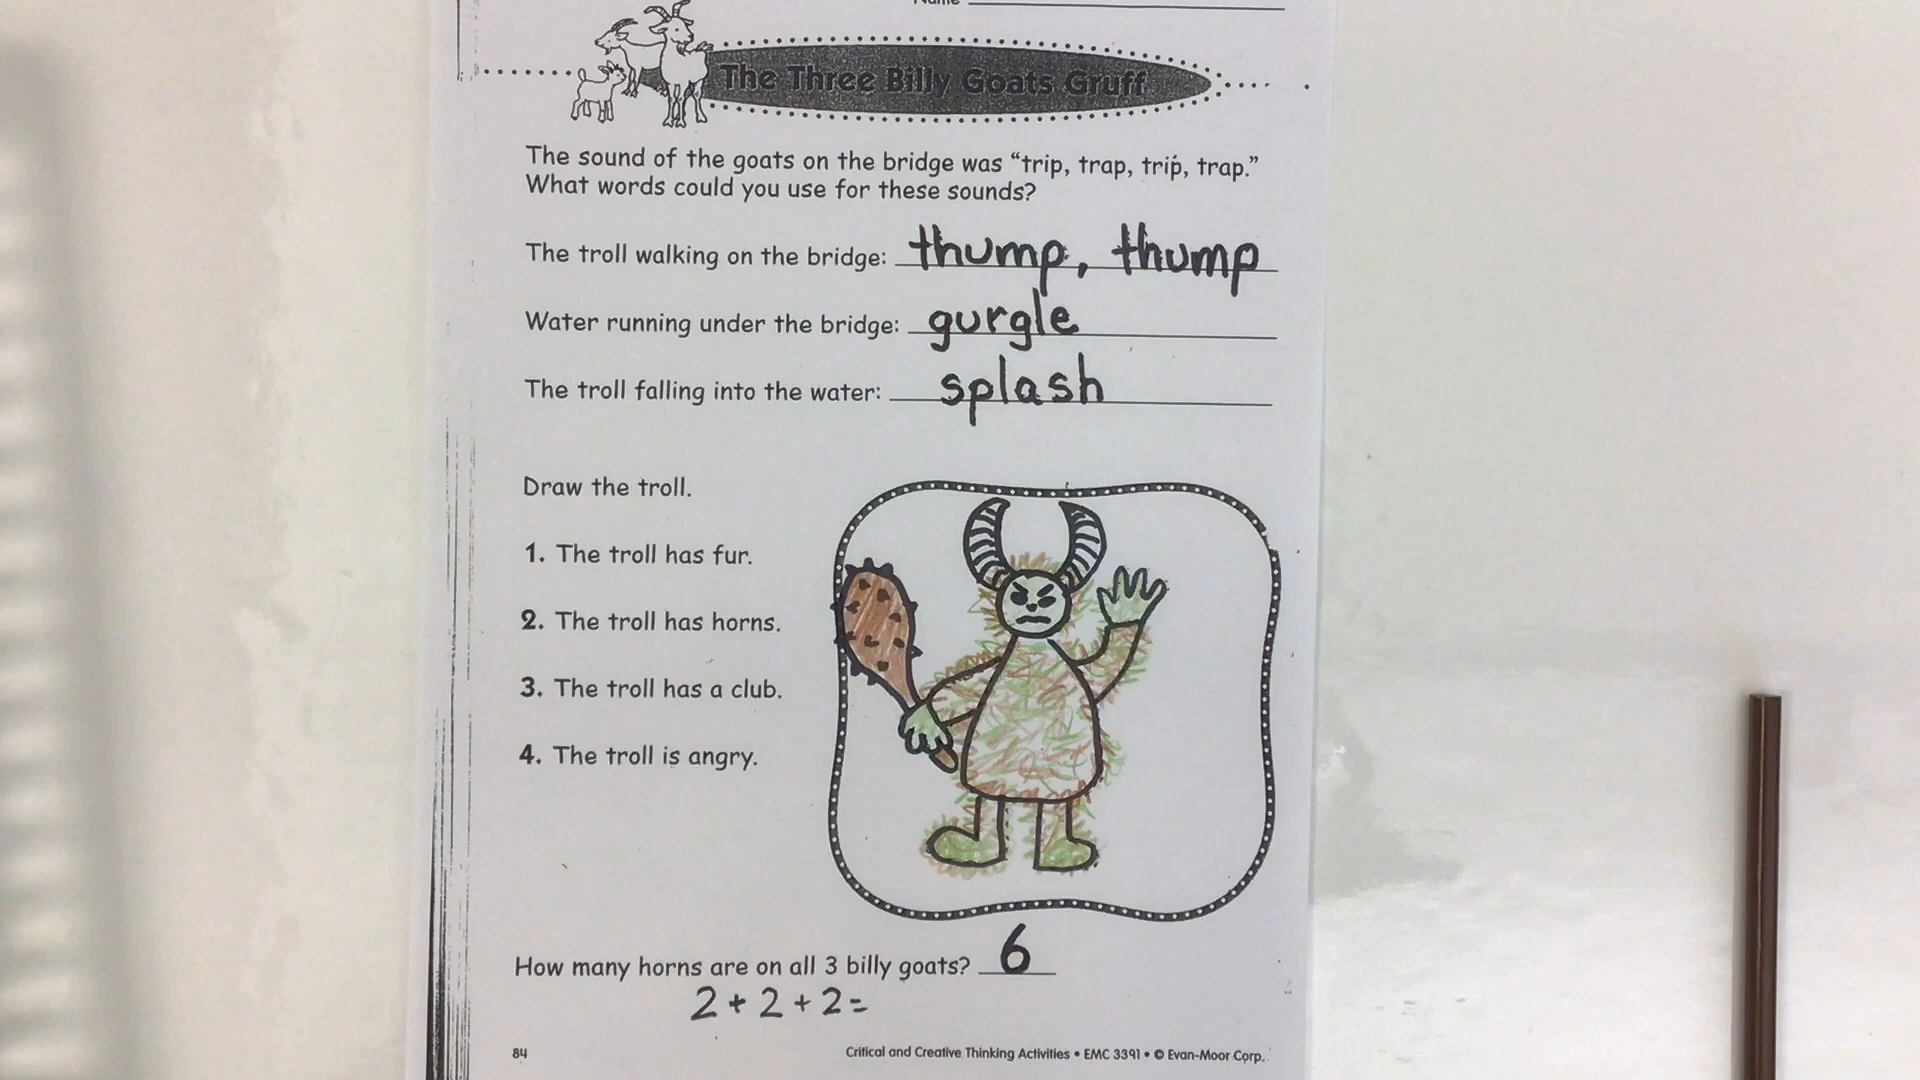 Name
The Three Billy Goats Gruff
The sound of the goats on the bridge was “trip, trap, trip, trap.”
What words could you use for these sounds?
The troll walking on the bridge: thump, thump
Water running under the bridge: gurgle
The troll falling into the water: splash
Draw the troll.
1. The troll has fur.
2. The troll has horns.
3. The troll has a club.
4. The troll is angry.
How many horns are on all 3 billy goats? 6
2 + 2 + 2 =
84
Critical and Creative Thinking Activities • EMC 3391 • © Evan-Moor Corp.